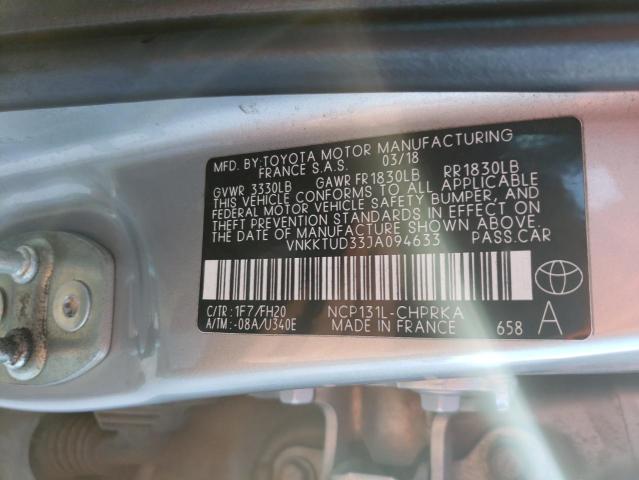 MFD. BY:TOYOTA MOTOR MANUFACTURING
FRANCE S.A.S. 03/18
GVWR 3330LB GAWR FR1830LB RR1830LB
THIS VEHICLE CONFORMS TO ALL APPLICABLE
FEDERAL MOTOR VEHICLE SAFETY BUMPER, AND
THEFT PREVENTION STANDARDS IN EFFECT ON
THE DATE OF MANUFACTURE SHOWN ABOVE.
VNKKTUD33JA094633 PASS.CAR
C/TR: 1F7/FH20 NCP131L-CHPRKA
A/TM: -08A/U340E MADE IN FRANCE 658 A